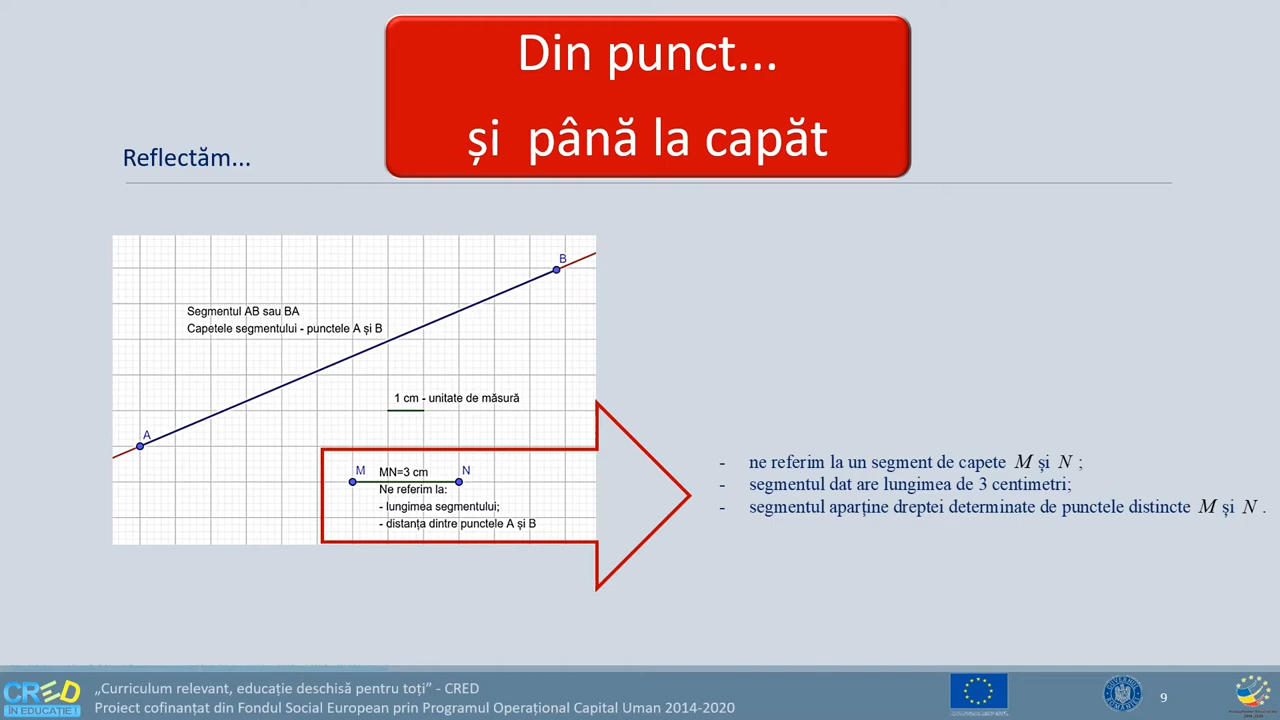 Din punct...
și până la capăt
Reflectăm...
B
Segmentul AB sau BA
Capetele segmentului - punctele A și B
1 cm - unitate de măsură
A
M MN=3 cm N
Ne referim la:
- lungimea segmentului;
- distanța dintre punctele A și B
- ne referim la un segment de capete M și N ;
- segmentul dat are lungimea de 3 centimetri;
- segmentul aparține dreptei determinate de punctele distincte M și N .
CRED
ÎN EDUCAȚIE !
„Curriculum relevant, educație deschisă pentru toți” - CRED
Proiect cofinanțat din Fondul Social European prin Programul Operațional Capital Uman 2014-2020
9